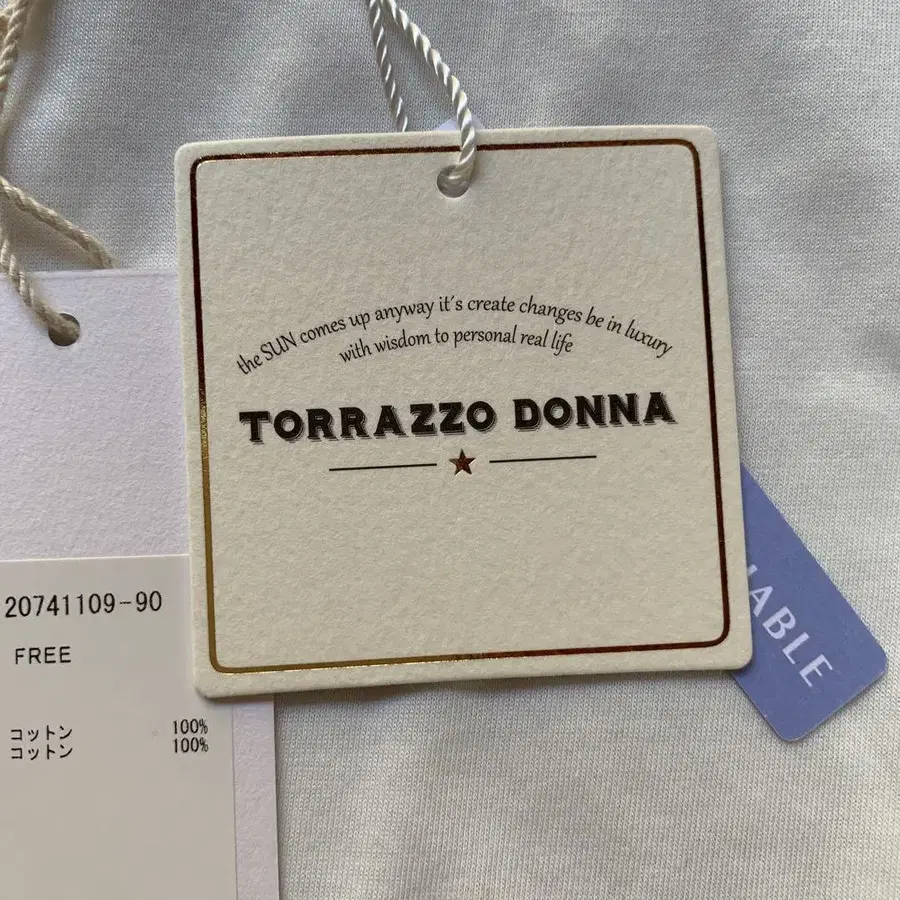 the SUN comes up anyway it´s create changes be in luxury
with wisdom to personal real life
TORRAZZO DONNA
20741109-90
FREE
コットン 100%
コットン 100%
ABLE